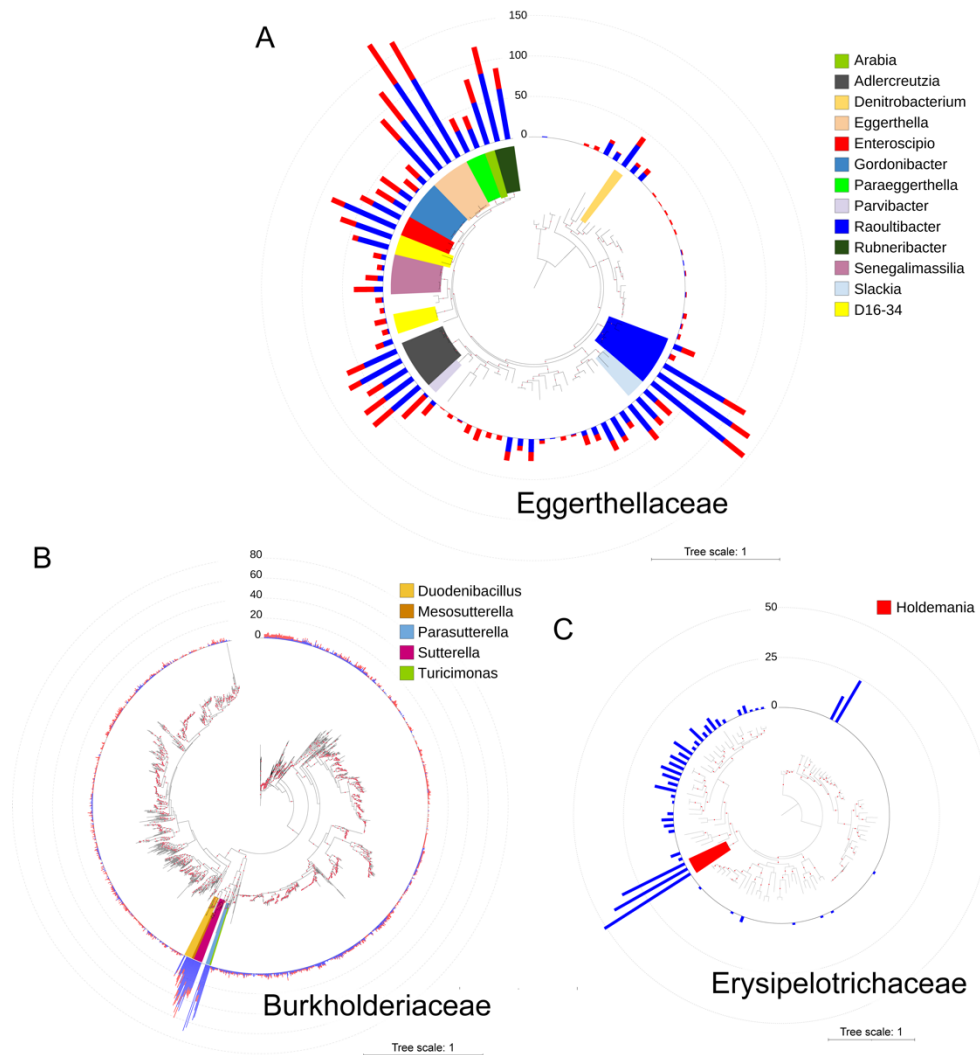 A
150
100
50
0
Arabia
Adlercreutzia
Denitrobacterium
Eggerthella
Enteroscipio
Gordonibacter
Paraeggerthella
Parvibacter
Raoultibacter
Rubneribacter
Senegalimassilia
Slackia
D16-34
Eggerthellaceae
Tree scale: 1
B
80
60
40
20
0
Duodenibacillus
Mesosutterella
Parasutterella
Sutterella
Turicimonas
Burkholderiaceae
Tree scale: 1
C
50
25
0
Holdemania
Erysipelotrichaceae
Tree scale: 1